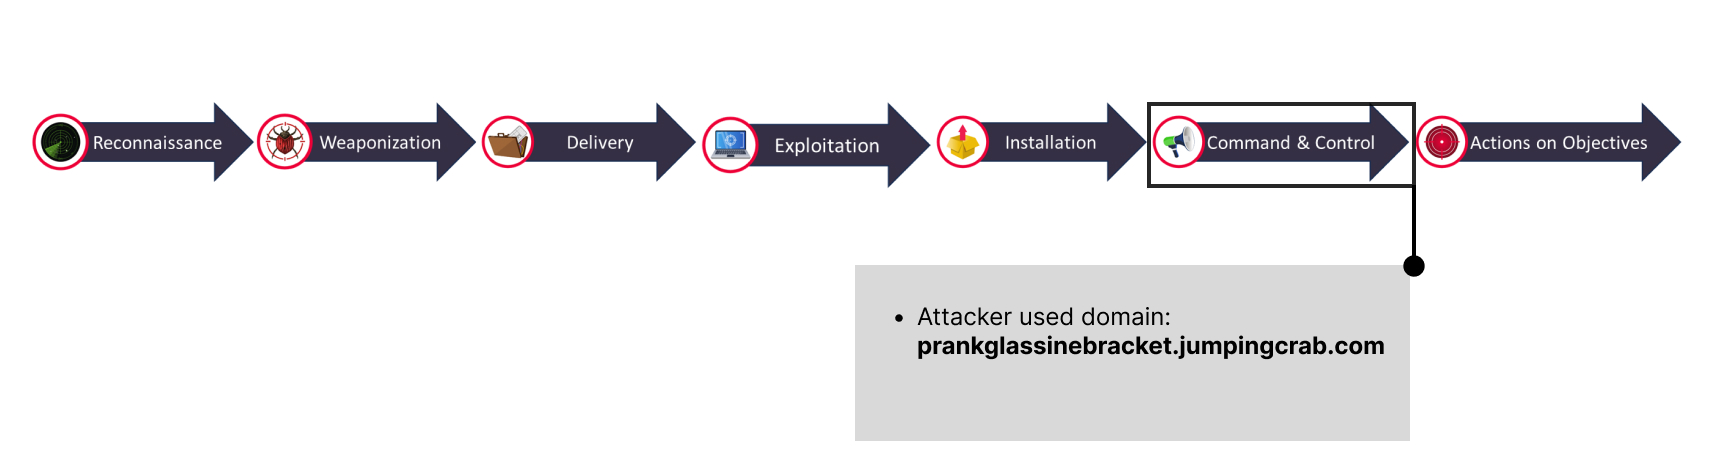 Reconnaissance
Weaponization
Delivery
Exploitation
Installation
Command & Control
Actions on Objectives
• Attacker used domain:
prankglassinebracket.jumpingcrab.com